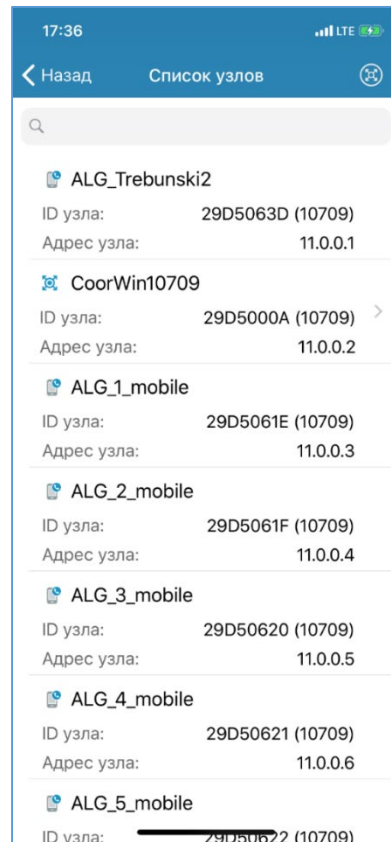 17:36 LTE
Назад Список узлов
ALG_Trebunski2
ID узла: 29D5063D (10709)
Адрес узла: 11.0.0.1
CoorWin10709
ID узла: 29D5000A (10709)
Адрес узла: 11.0.0.2
ALG_1_mobile
ID узла: 29D5061E (10709)
Адрес узла: 11.0.0.3
ALG_2_mobile
ID узла: 29D5061F (10709)
Адрес узла: 11.0.0.4
ALG_3_mobile
ID узла: 29D50620 (10709)
Адрес узла: 11.0.0.5
ALG_4_mobile
ID узла: 29D50621 (10709)
Адрес узла: 11.0.0.6
ALG_5_mobile
ID узла: 29D50622 (10709)